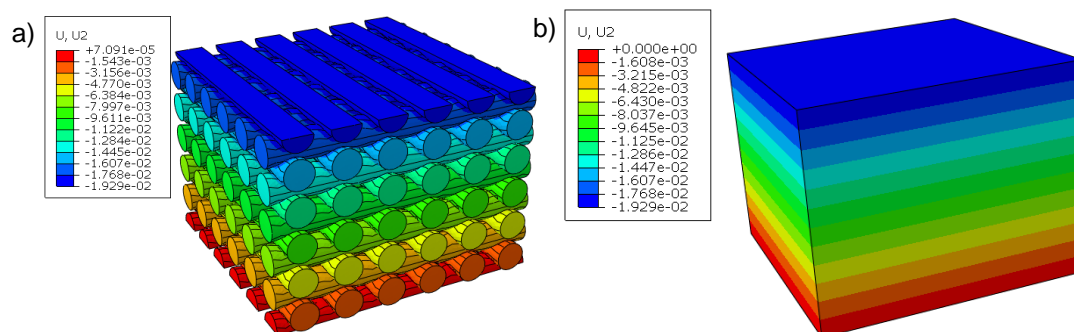 a)
U, U2
+7.091e-05
-1.543e-03
-3.156e-03
-4.770e-03
-6.384e-03
-7.997e-03
-9.611e-03
-1.122e-02
-1.284e-02
-1.445e-02
-1.607e-02
-1.768e-02
-1.929e-02
b)
U, U2
+0.000e+00
-1.608e-03
-3.215e-03
-4.822e-03
-6.430e-03
-8.037e-03
-9.645e-03
-1.125e-02
-1.286e-02
-1.447e-02
-1.607e-02
-1.768e-02
-1.929e-02